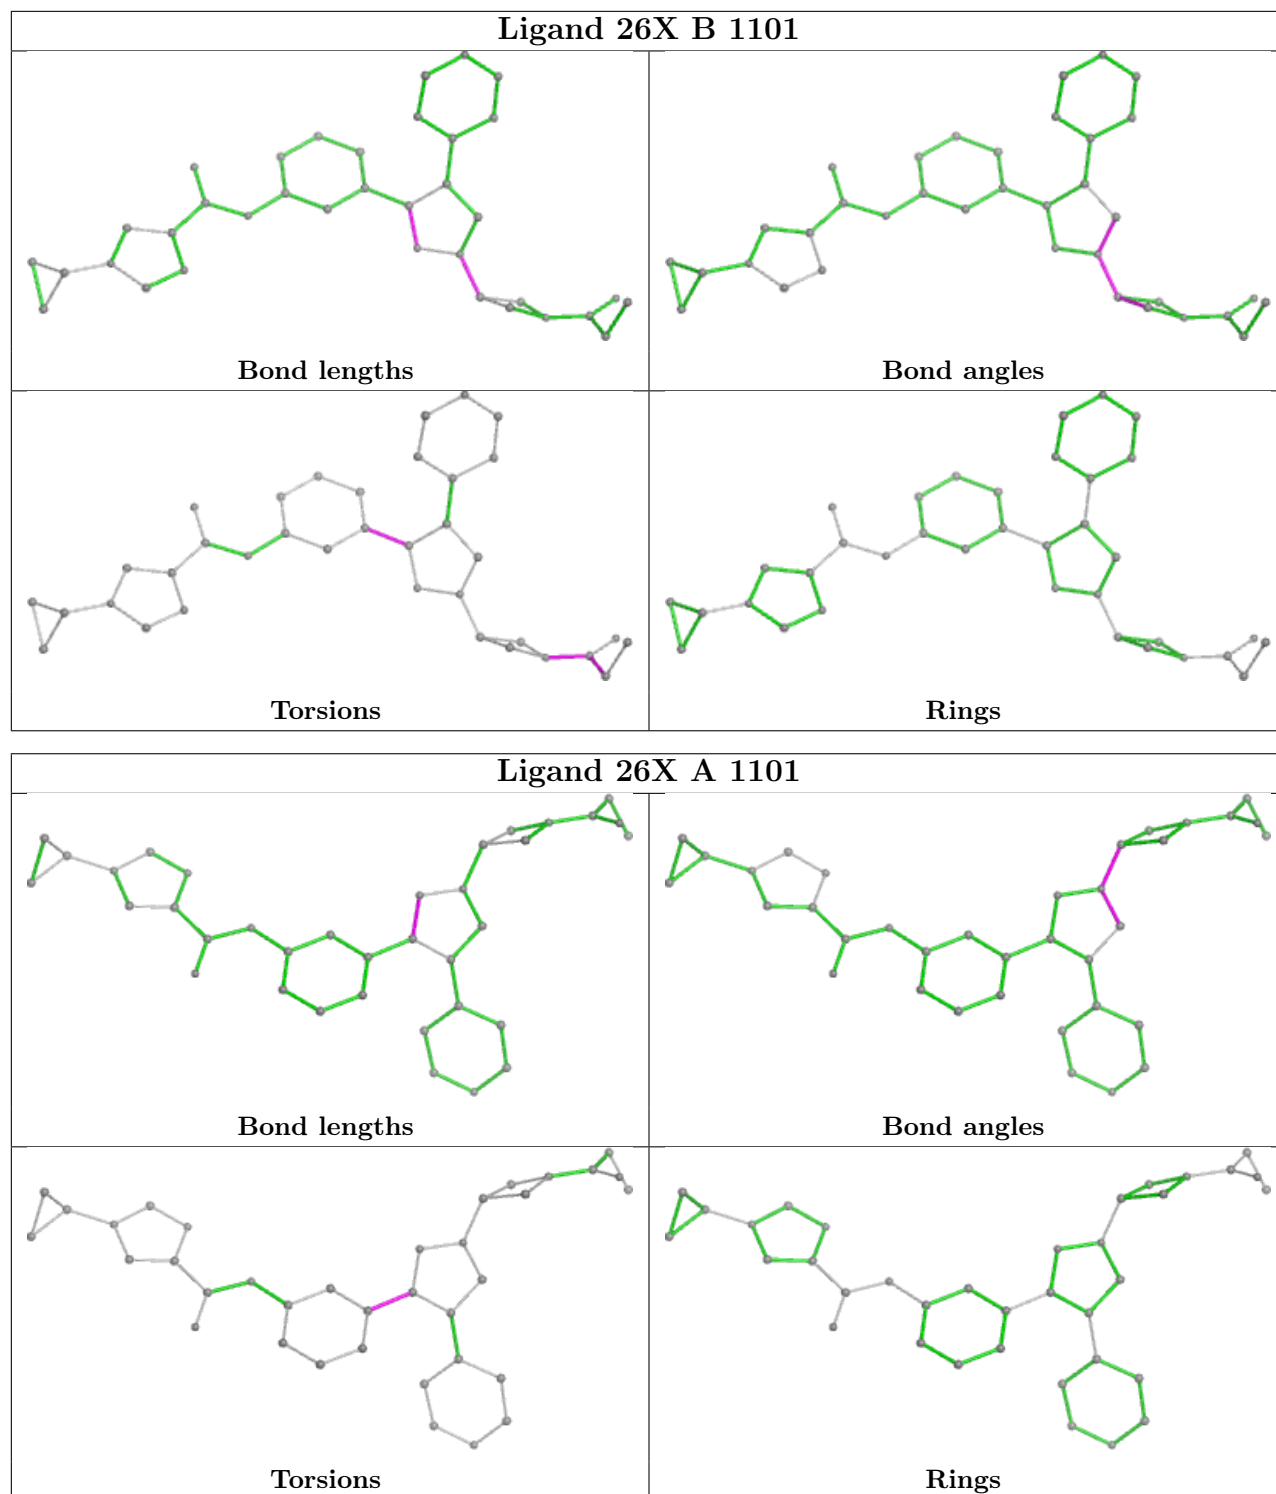 Ligand 26X B 1101
Bond lengths
Bond angles
Torsions
Rings
Ligand 26X A 1101
Bond lengths
Bond angles
Torsions
Rings